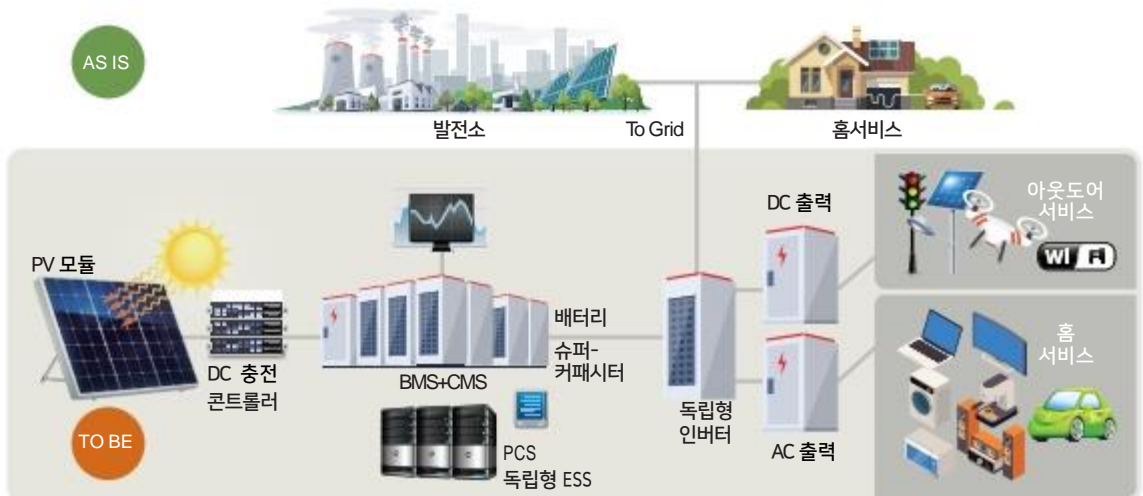 AS IS
발전소
To Grid
홈서비스
PV 모듈
DC 충전
콘트롤러
BMS+CMS
배터리
슈퍼-
커패시터
PCS
독립형 ESS
독립형
인버터
DC 출력
AC 출력
아웃도어
서비스
WI FI
홈
서비스
TO BE